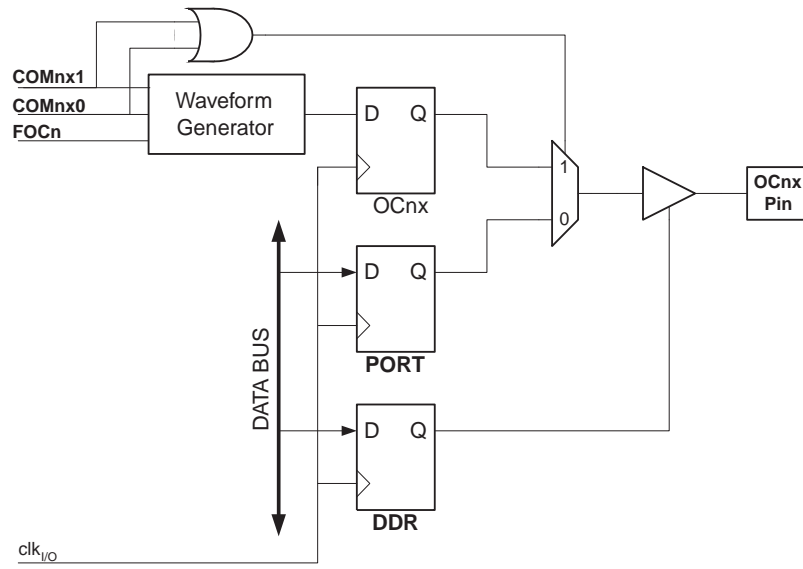 COMnx1
COMnx0
FOCn
Waveform
Generator
D Q
OCnx
1
0
OCnx
Pin
DATA BUS
D Q
PORT
D Q
DDR
clkI/O